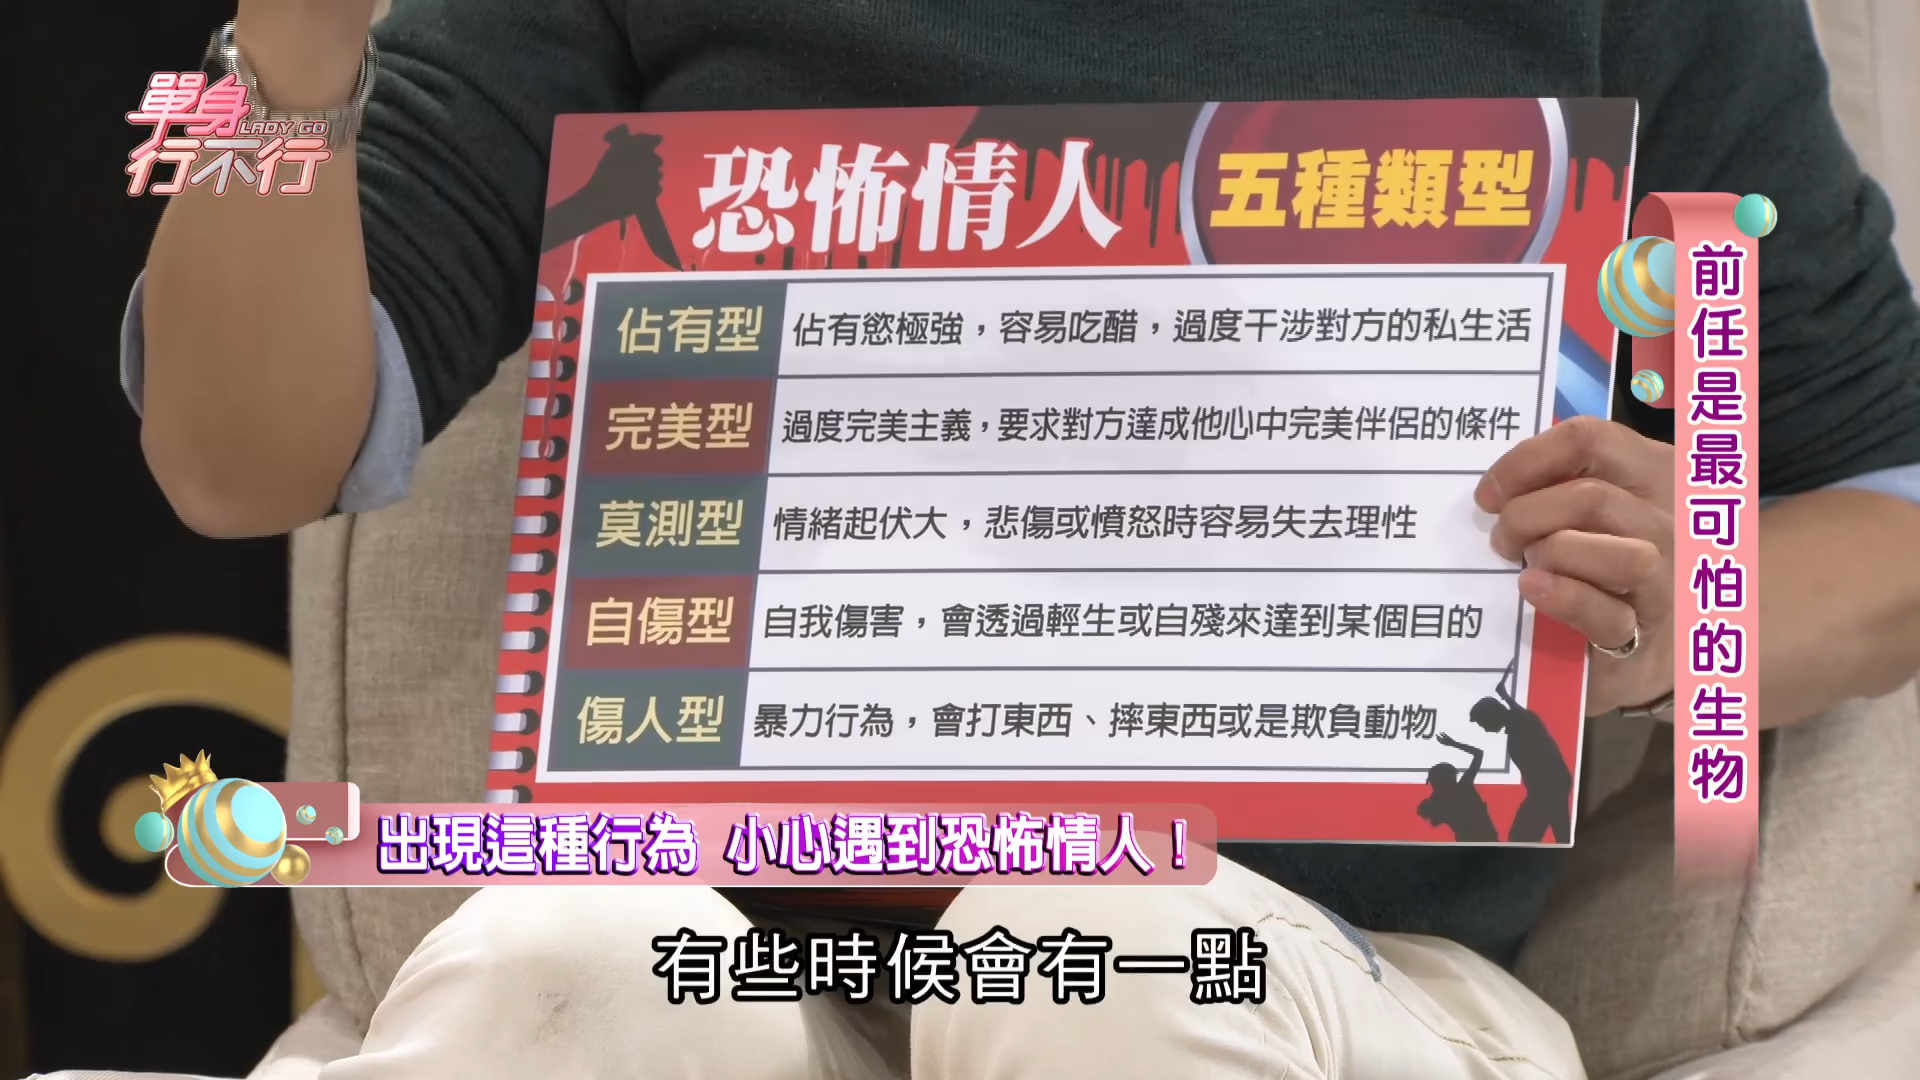 單身
LADY GO
行不行
恐怖情人
五種類型
佔有型 佔有慾極強，容易吃醋，過度干涉對方的私生活
完美型 過度完美主義，要求對方達成他心中完美伴侶的條件
莫測型 情緒起伏大，悲傷或憤怒時容易失去理性
自傷型 自我傷害，會透過輕生或自殘來達到某個目的
傷人型 暴力行為，會打東西、摔東西或是欺負動物
前任是最可怕的生物
出現這種行為 小心遇到恐怖情人！
有些時候會有一點